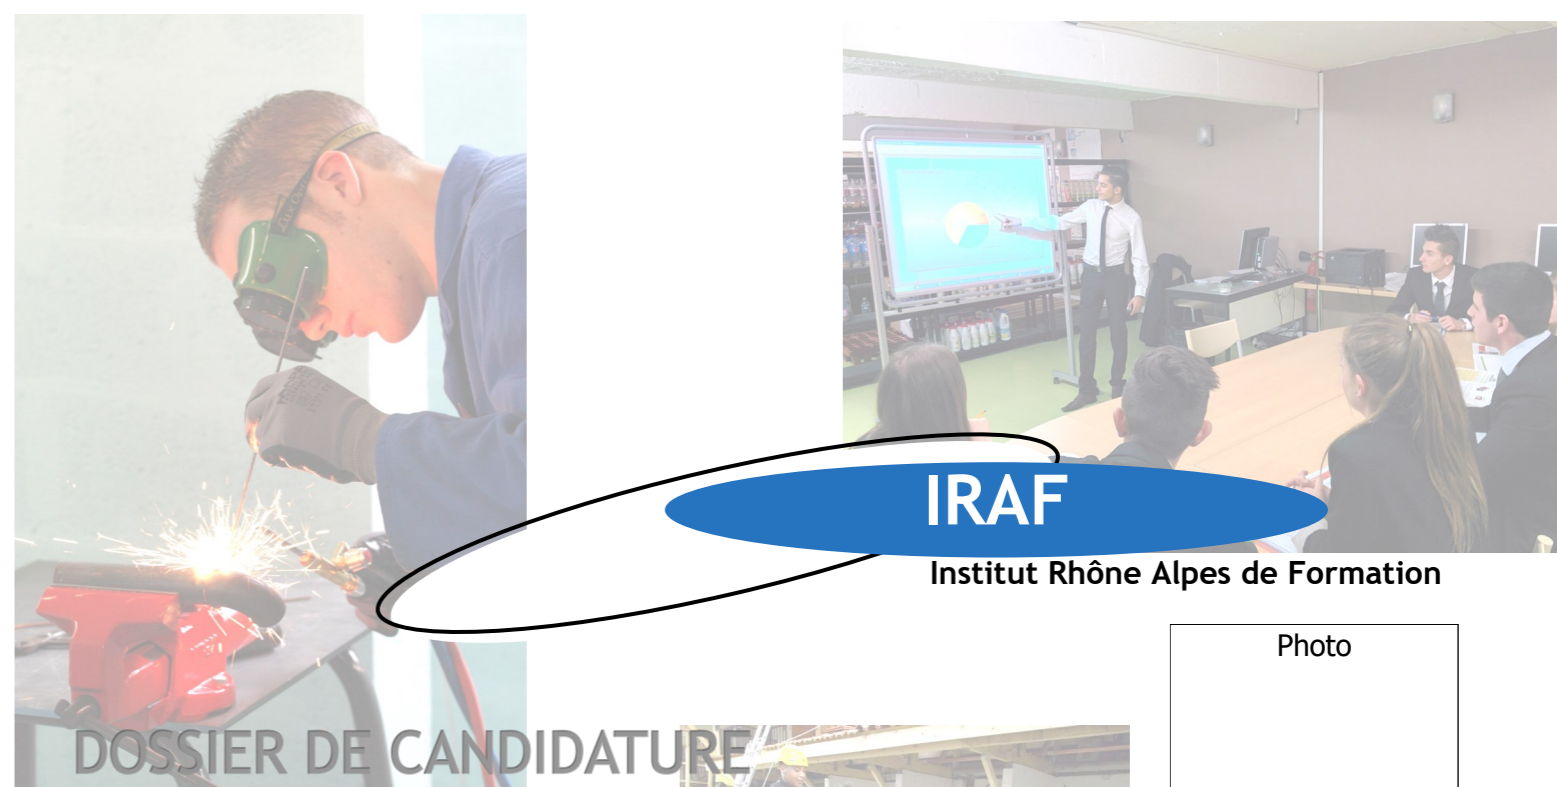 IRAF
Institut Rhône Alpes de Formation
Photo
DOSSIER DE CANDIDATURE